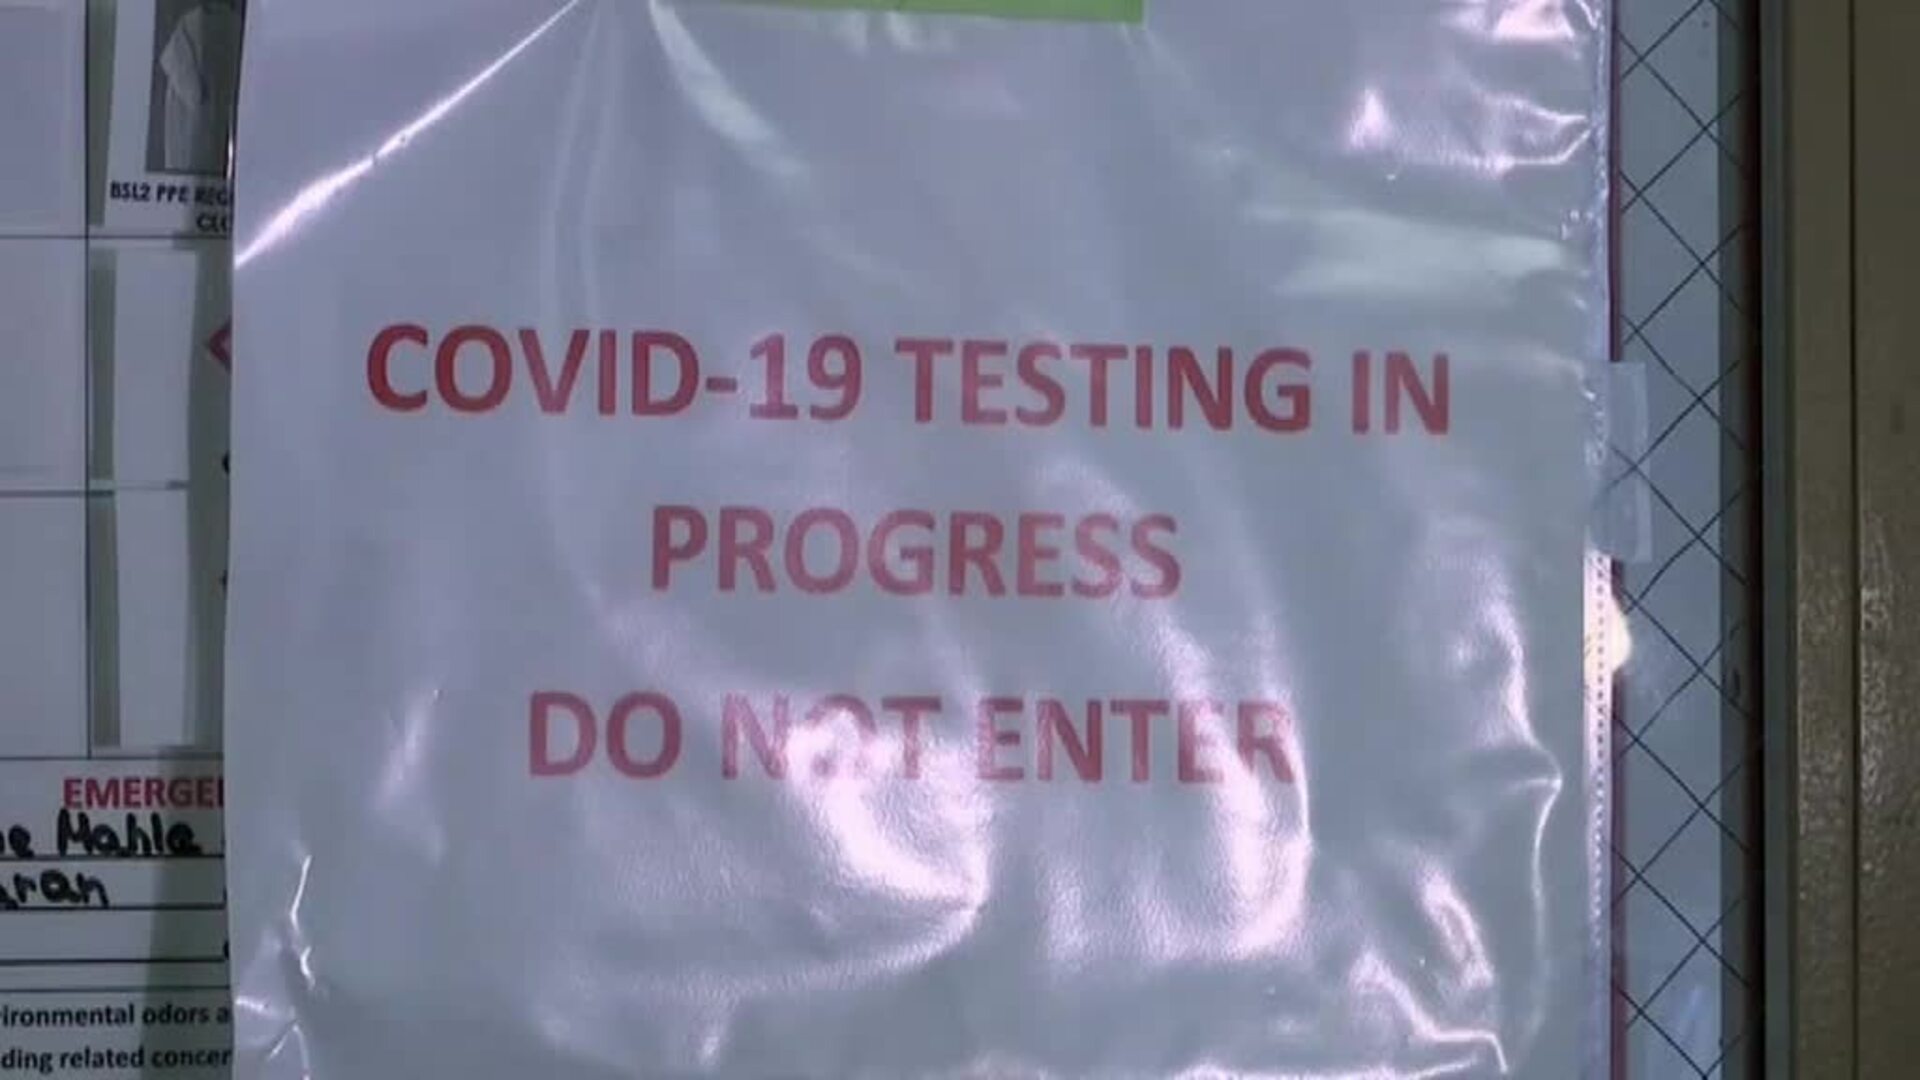 BSL2 PPE
COVID-19 TESTING IN
PROGRESS
DO NOT ENTER
EMERGE
Mahle
ironmental odors a
ding related concer